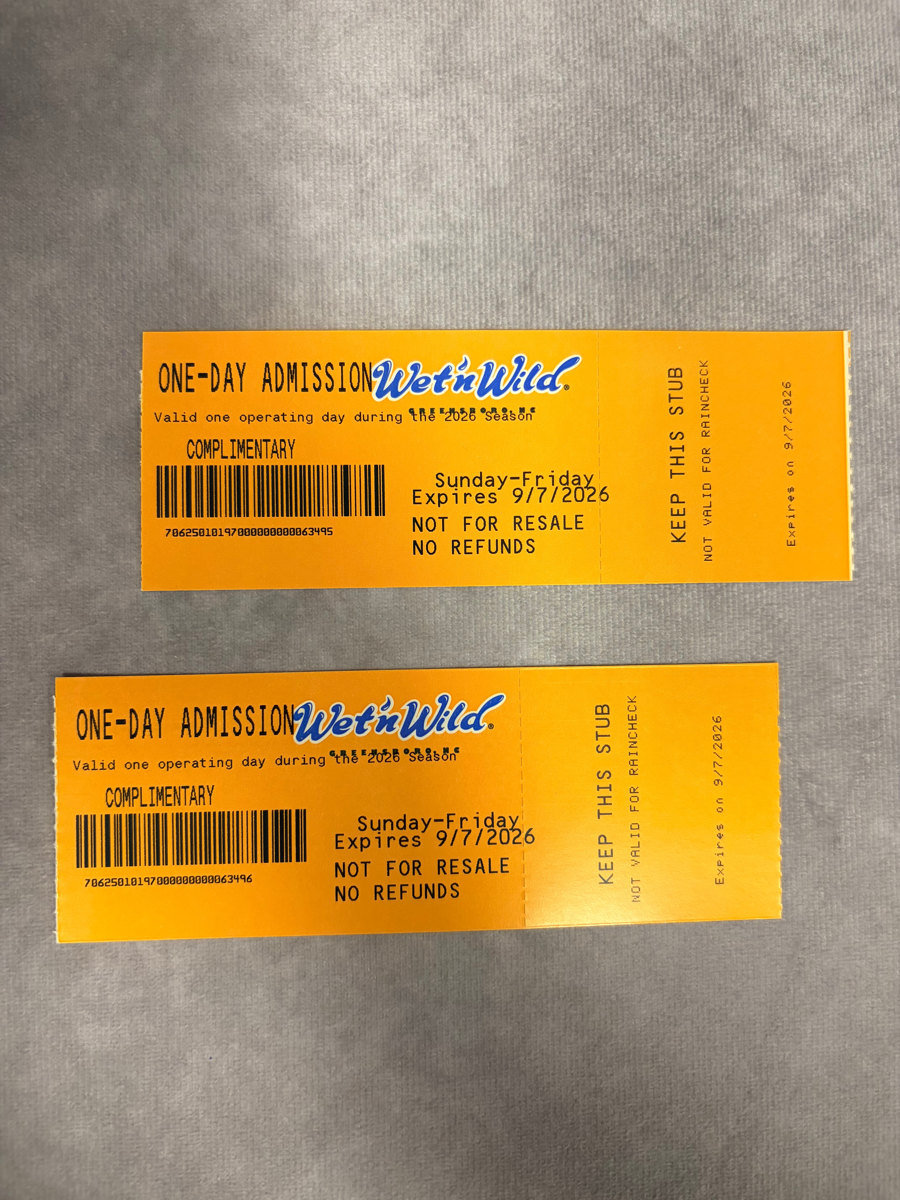 ONE-DAY ADMISSION Wet'n Wild®
GREENSBORO, NC
Valid one operating day during the 2026 Season
COMPLIMENTARY
70625010197000000000063495
Sunday-Friday
Expires 9/7/2026
NOT FOR RESALE
NO REFUNDS
KEEP THIS STUB
NOT VALID FOR RAINCHECK
Expires on 9/7/2026
ONE-DAY ADMISSION Wet'n Wild®
GREENSBORO, NC
Valid one operating day during the 2026 Season
COMPLIMENTARY
70625010197000000000063496
Sunday-Friday
Expires 9/7/2026
NOT FOR RESALE
NO REFUNDS
KEEP THIS STUB
NOT VALID FOR RAINCHECK
Expires on 9/7/2026